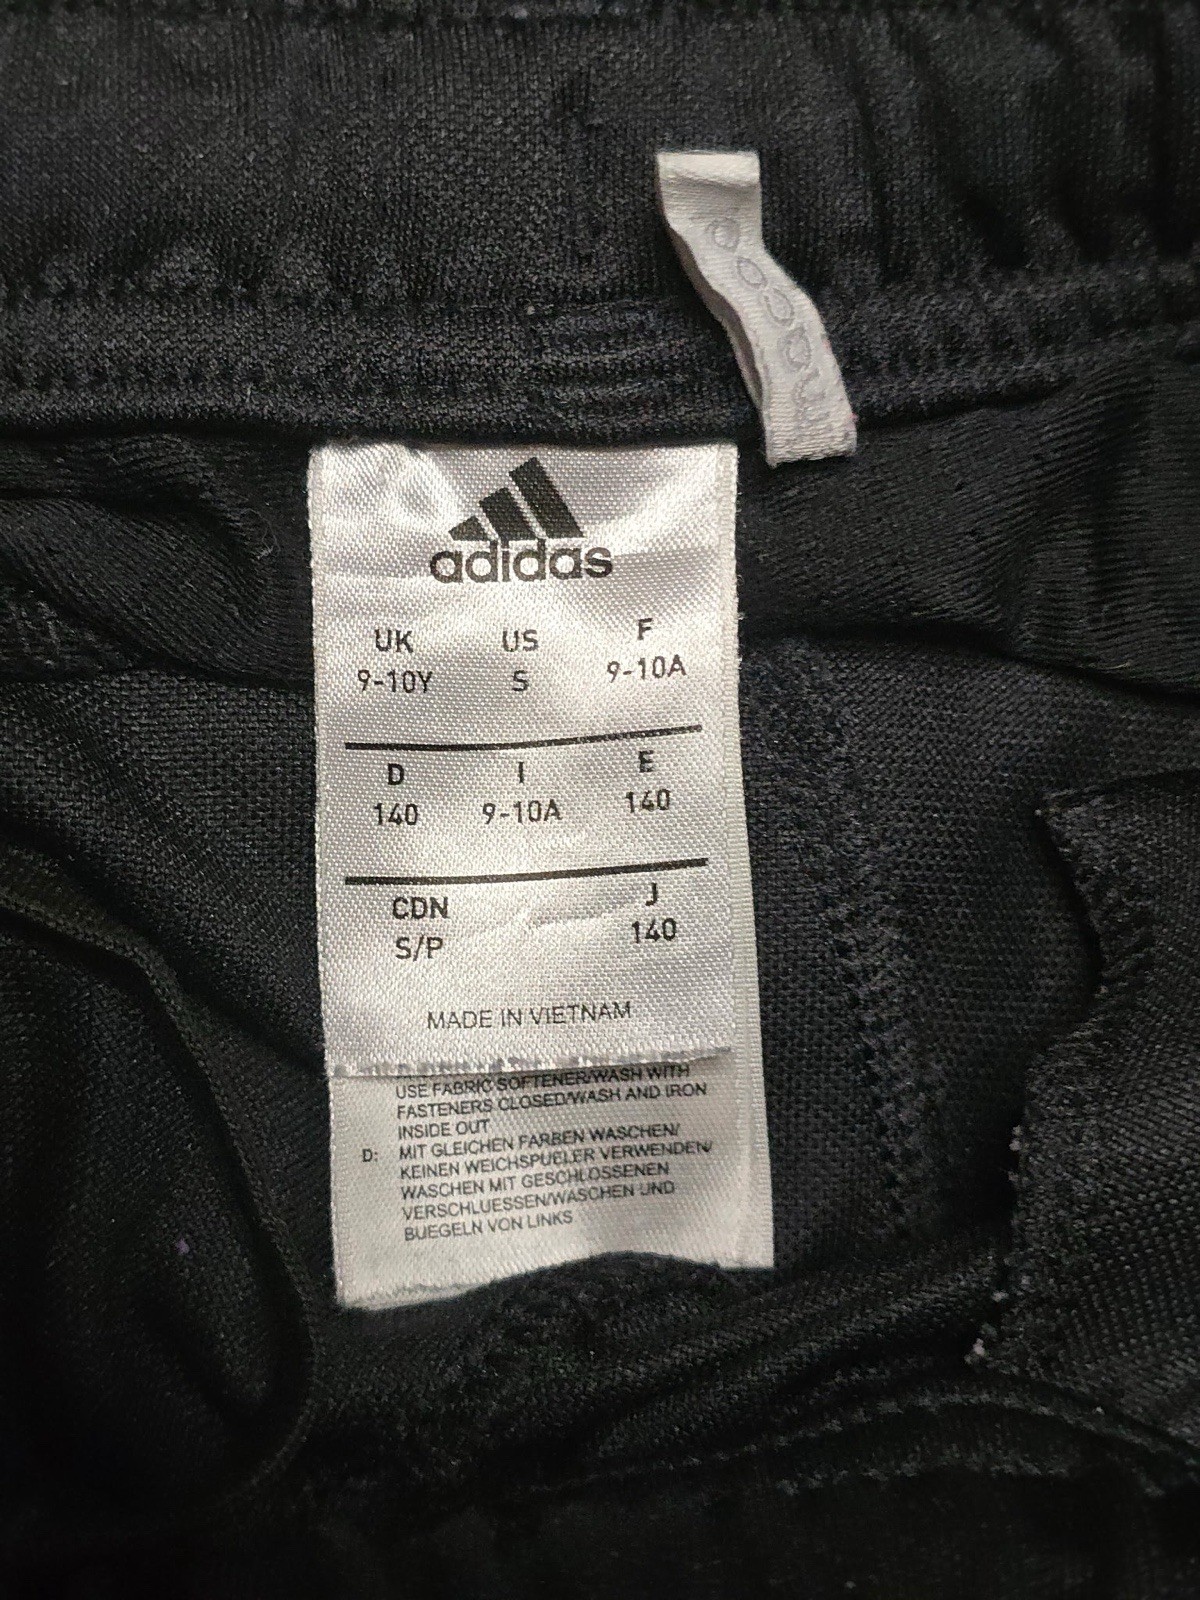 adidas
UK US F
9-10Y S 9-10A
D I E
140 9-10A 140
CDN J
S/P 140
MADE IN VIETNAM
USE FABRIC SOFTENER/WASH WITH
FASTENERS CLOSED/WASH AND IRON
INSIDE OUT
D: MIT GLEICHEN FARBEN WASCHEN/
KEINEN WEICHSPUELER VERWENDEN/
WASCHEN MIT GESCHLOSSENEN
VERSCHLUESSEN/WASCHEN UND
BUEGELN VON LINKS